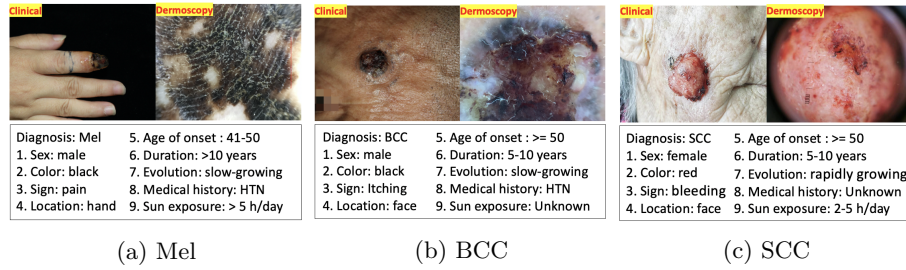 Clinical Dermoscopy
Diagnosis: Mel
1. Sex: male
2. Color: black
3. Sign: pain
4. Location: hand
5. Age of onset : 41-50
6. Duration: >10 years
7. Evolution: slow-growing
8. Medical history: HTN
9. Sun exposure: > 5 h/day
(a) Mel
Clinical Dermoscopy
Diagnosis: BCC
1. Sex: male
2. Color: black
3. Sign: Itching
4. Location: face
5. Age of onset : >= 50
6. Duration: 5-10 years
7. Evolution: slow-growing
8. Medical history: HTN
9. Sun exposure: Unknown
(b) BCC
Clinical Dermoscopy
Diagnosis: SCC
1. Sex: female
2. Color: red
3. Sign: bleeding
4. Location: face
5. Age of onset : >= 50
6. Duration: 5-10 years
7. Evolution: rapidly growing
8. Medical history: Unknown
9. Sun exposure: 2-5 h/day
(c) SCC